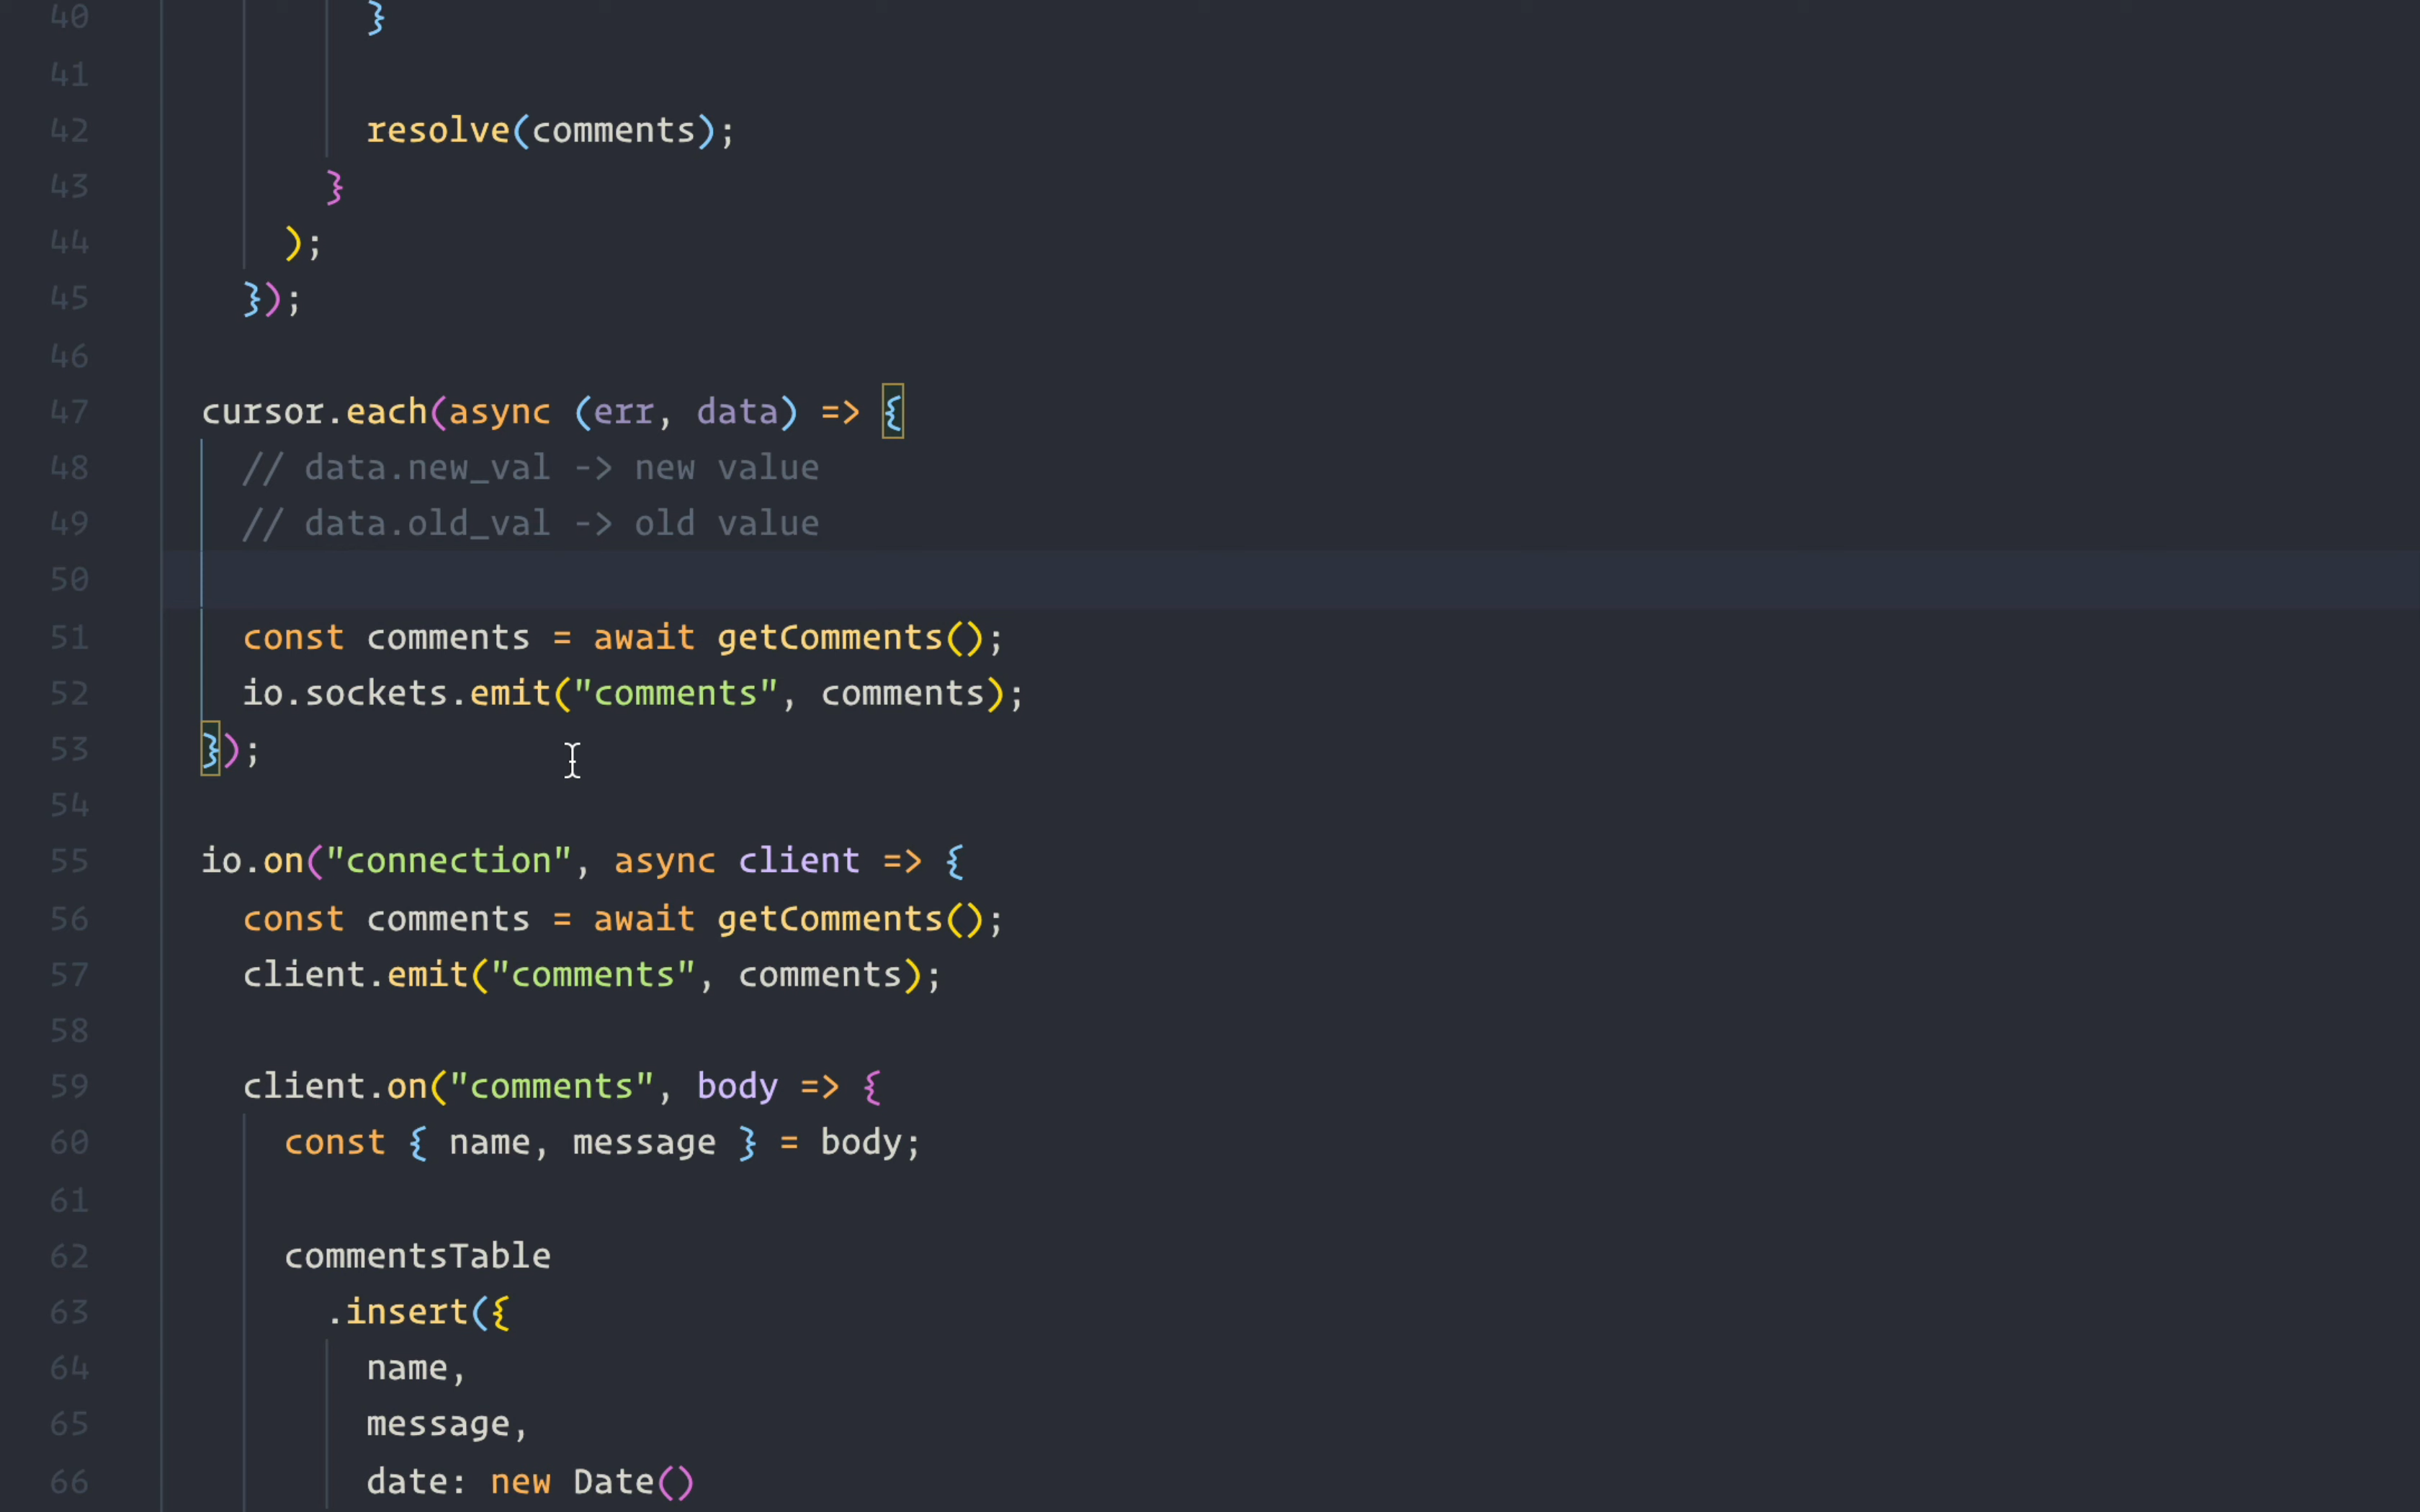 40 }
41
42 resolve(comments);
43 }
44 );
45 });
46
47 cursor.each(async (err, data) => {
48 // data.new_val -> new value
49 // data.old_val -> old value
50
51 const comments = await getComments();
52 io.sockets.emit("comments", comments);
53 });
54
55 io.on("connection", async client => {
56 const comments = await getComments();
57 client.emit("comments", comments);
58
59 client.on("comments", body => {
60 const { name, message } = body;
61
62 commentsTable
63 .insert({
64 name,
65 message,
66 date: new Date()